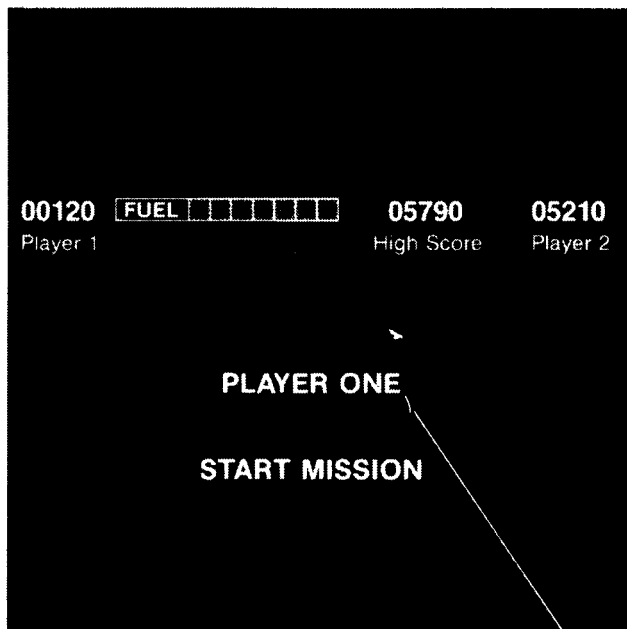 00120 FUEL 05790 05210
Player 1 High Score Player 2
PLAYER ONE
START MISSION